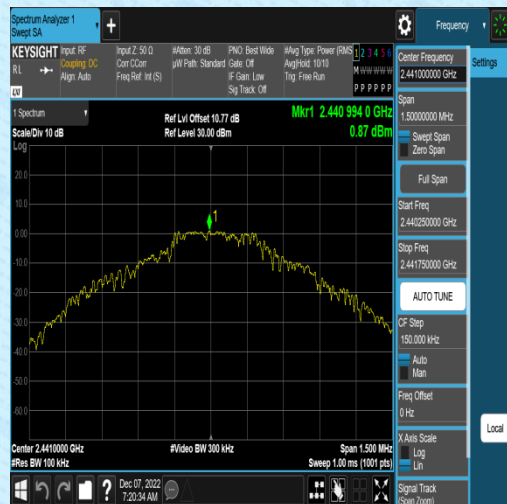 Spectrum Analyzer 1
Swept SA
+
Frequency
KEYSIGHT
RL
LXI
Input: RF
Coupling: DC
Align: Auto
Input Z: 50 Ω
Corr CCorr
Freq Ref: Int (S)
#Atten: 30 dB
µW Path: Standard
PNO: Best Wide
Gate: Off
IF Gain: Low
Sig Track: Off
#Avg Type: Power (RMS
Avg|Hold: 10/10
Trig: Free Run
1 2 3 4 5 6
M W W W W W
P P P P P P
Center Frequency
2.441000000 GHz
Settings
Span
1.50000000 MHz
Swept Span
Zero Span
Full Span
Start Freq
2.440250000 GHz
Stop Freq
2.441750000 GHz
AUTO TUNE
CF Step
150.000 kHz
Auto
Man
Freq Offset
0 Hz
X Axis Scale
Log
Lin
Local
Signal Track
(Span Zoom)
1 Spectrum
Scale/Div 10 dB
Ref Lvl Offset 10.77 dB
Ref Level 30.00 dBm
Mkr1 2.440 994 0 GHz
0.87 dBm
Log
20.0
10.0
0.00
-10.0
-20.0
-30.0
-40.0
-50.0
-60.0
1
Center 2.4410000 GHz
#Res BW 100 kHz
#Video BW 300 kHz
Span 1.500 MHz
Sweep 1.00 ms (1001 pts)
?
Dec 07, 2022
7:20:34 AM